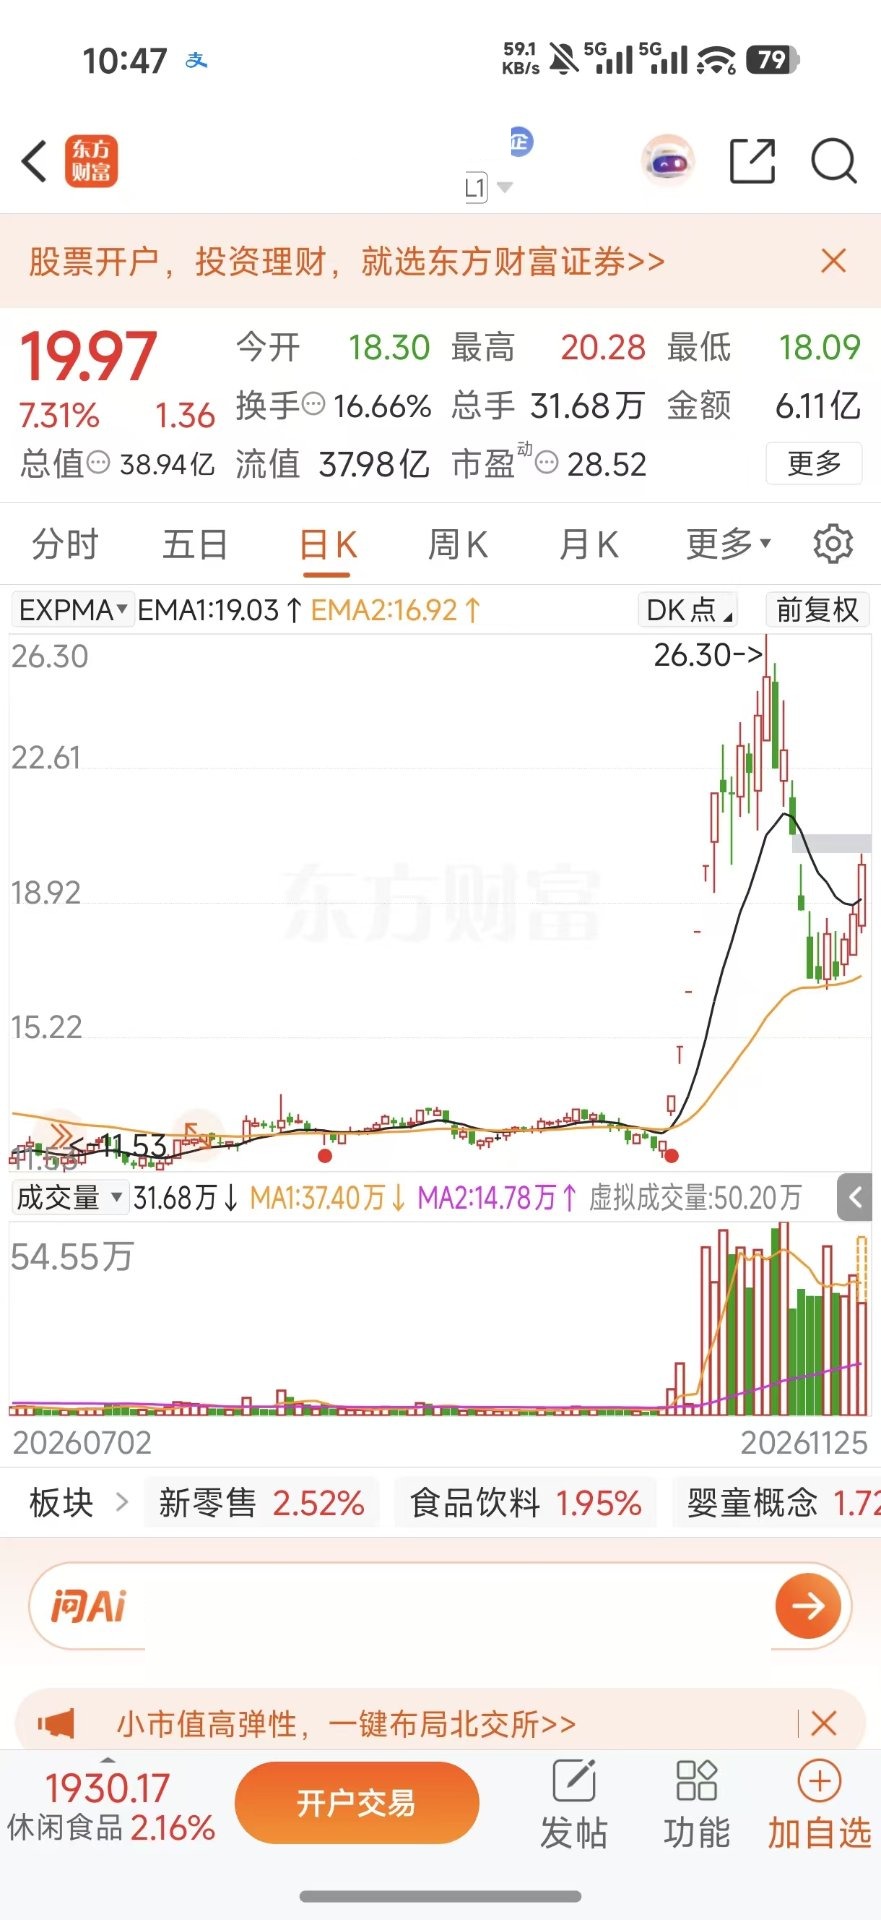 10:47 支 59.1 KB/s 5G 5G 6 79
东方财富
企
L1
股票开户，投资理财，就选东方财富证券>>
19.97 今开 18.30 最高 20.28 最低 18.09
7.31% 1.36 换手 16.66% 总手 31.68万 金额 6.11亿
总值 38.94亿 流值 37.98亿 市盈动 28.52 更多
分时 五日 日K 周K 月K 更多
EXPMA EMA1:19.03↑ EMA2:16.92↑ DK点 前复权
26.30
26.30->
22.61
18.92
东方财富
15.22
<-11.53
11.53
成交量 31.68万↓ MA1:37.40万↓ MA2:14.78万↑ 虚拟成交量:50.20万
54.55万
20260702 20261125
板块 > 新零售 2.52% 食品饮料 1.95% 婴童概念 1.72
问Ai
小市值高弹性，一键布局北交所>>
1930.17
休闲食品 2.16%
开户交易
发帖
功能
加自选